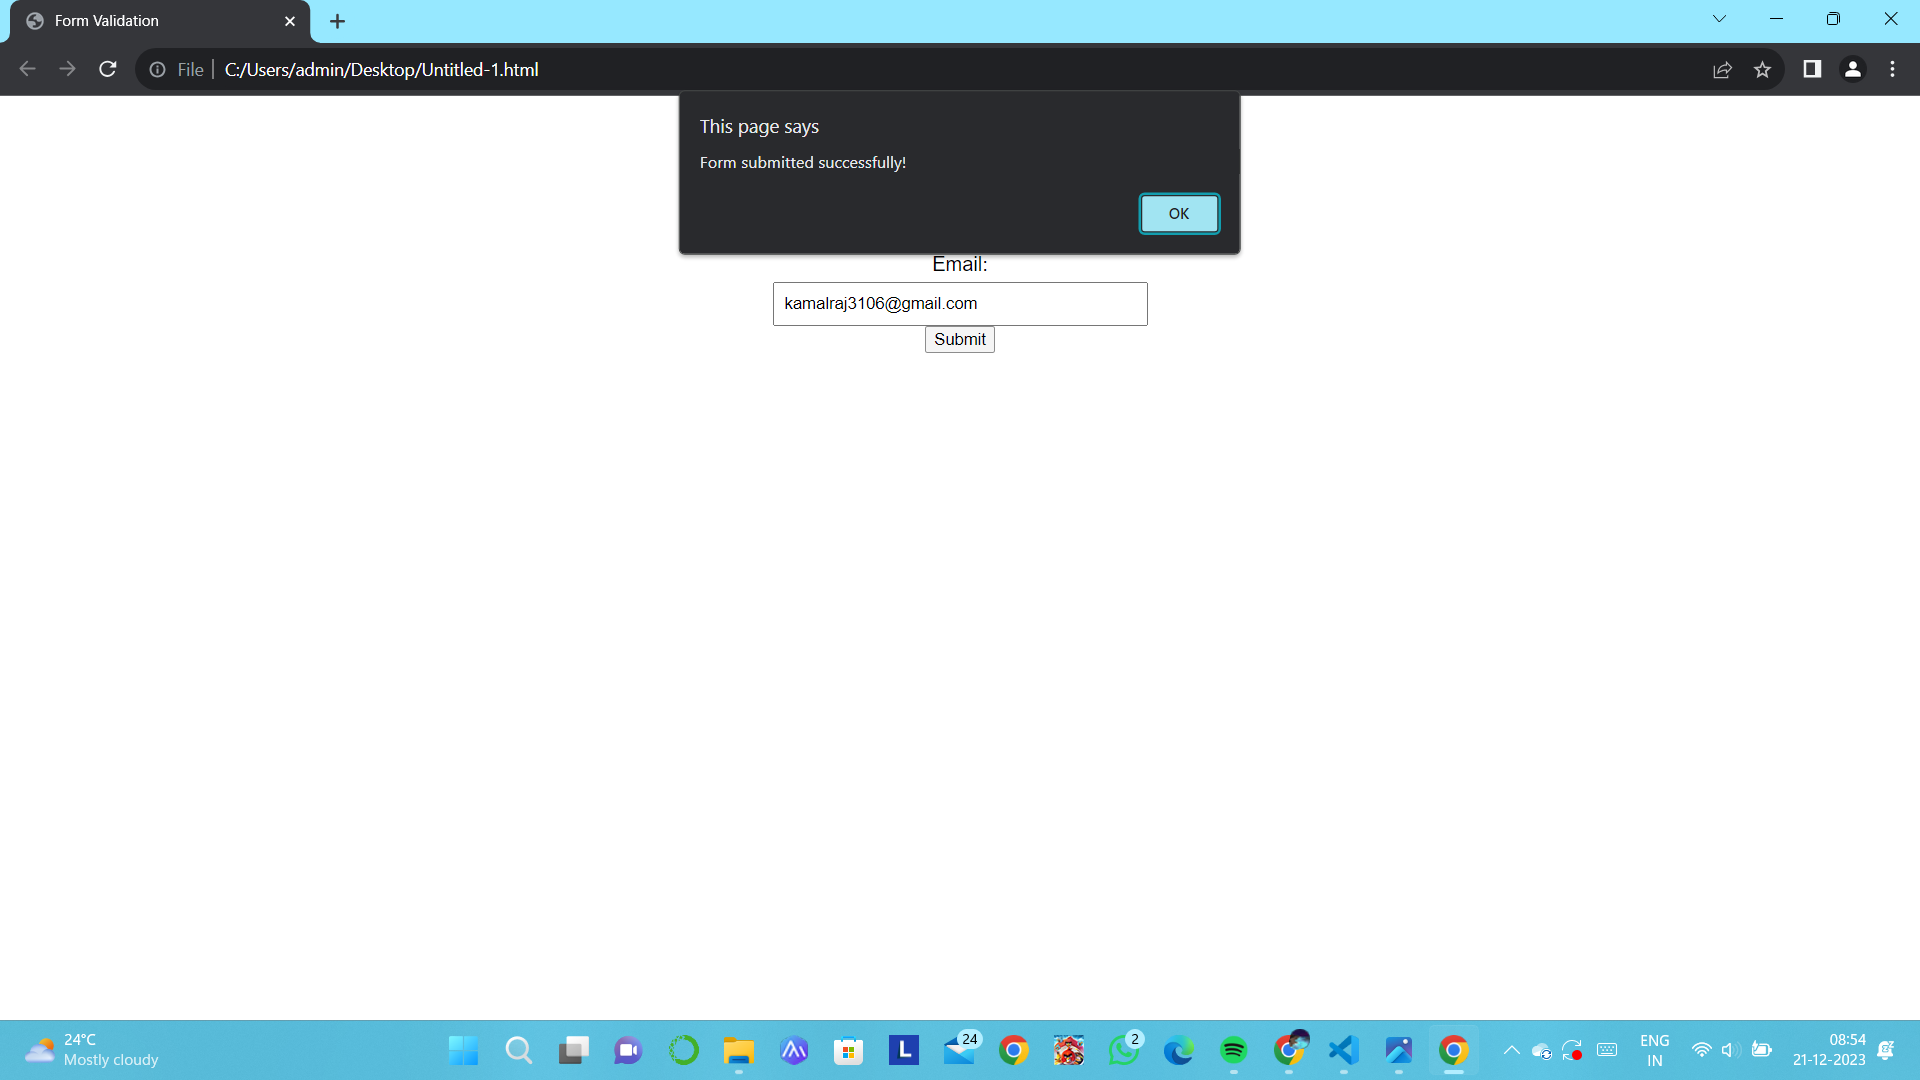 Form Validation
File
C:/Users/admin/Desktop/Untitled-1.html
This page says
Form submitted successfully!
OK
Email:
kamalraj3106@gmail.com
Submit
24°C
Mostly cloudy
L
24
2
ENG
IN
08:54
21-12-2023